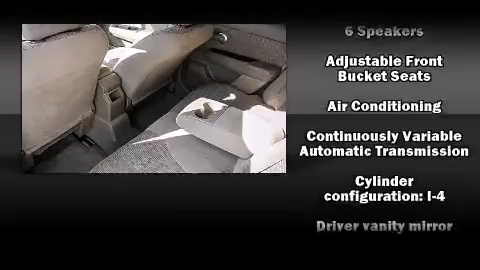 6 Speakers
Adjustable Front
Bucket Seats
Air Conditioning
Continuously Variable
Automatic Transmission
Cylinder
configuration: I-4
Driver vanity mirror